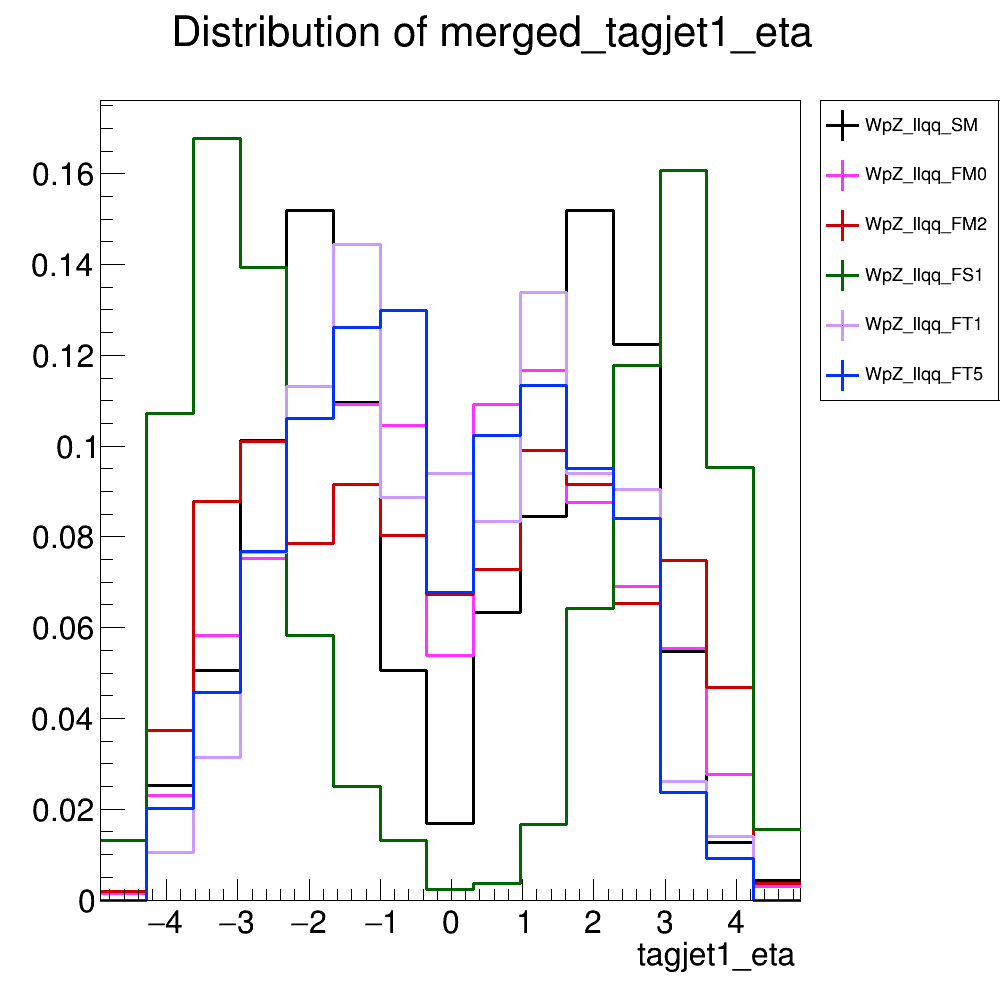 Distribution of merged_tagjet1_eta
WpZ_llqq_SM
WpZ_llqq_FM0
WpZ_llqq_FM2
WpZ_llqq_FS1
WpZ_llqq_FT1
WpZ_llqq_FT5
0.16
0.14
0.12
0.1
0.08
0.06
0.04
0.02
0
−4 −3 −2 −1 0 1 2 3 4
tagjet1_eta